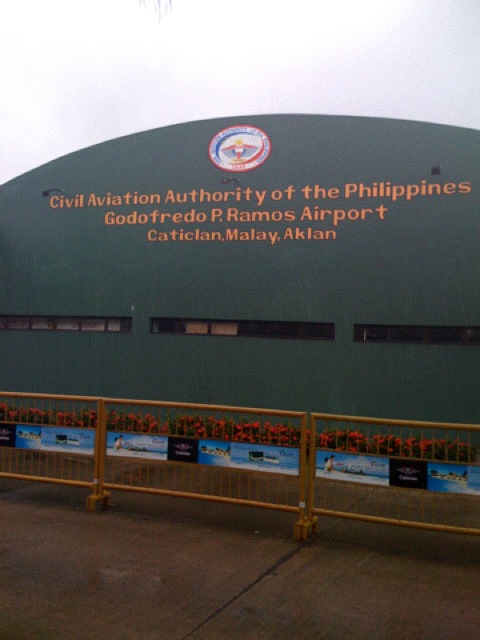 Civil Aviation Authority of the Philippines
Godofredo P. Ramos Airport
Caticlan, Malay, Aklan